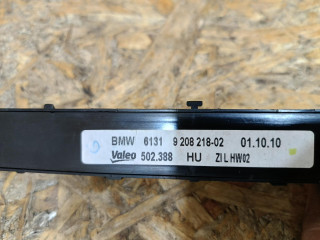 BMW 6131 9 208 218-02 01.10.10
Valeo 502.388 HU ZI L HW02